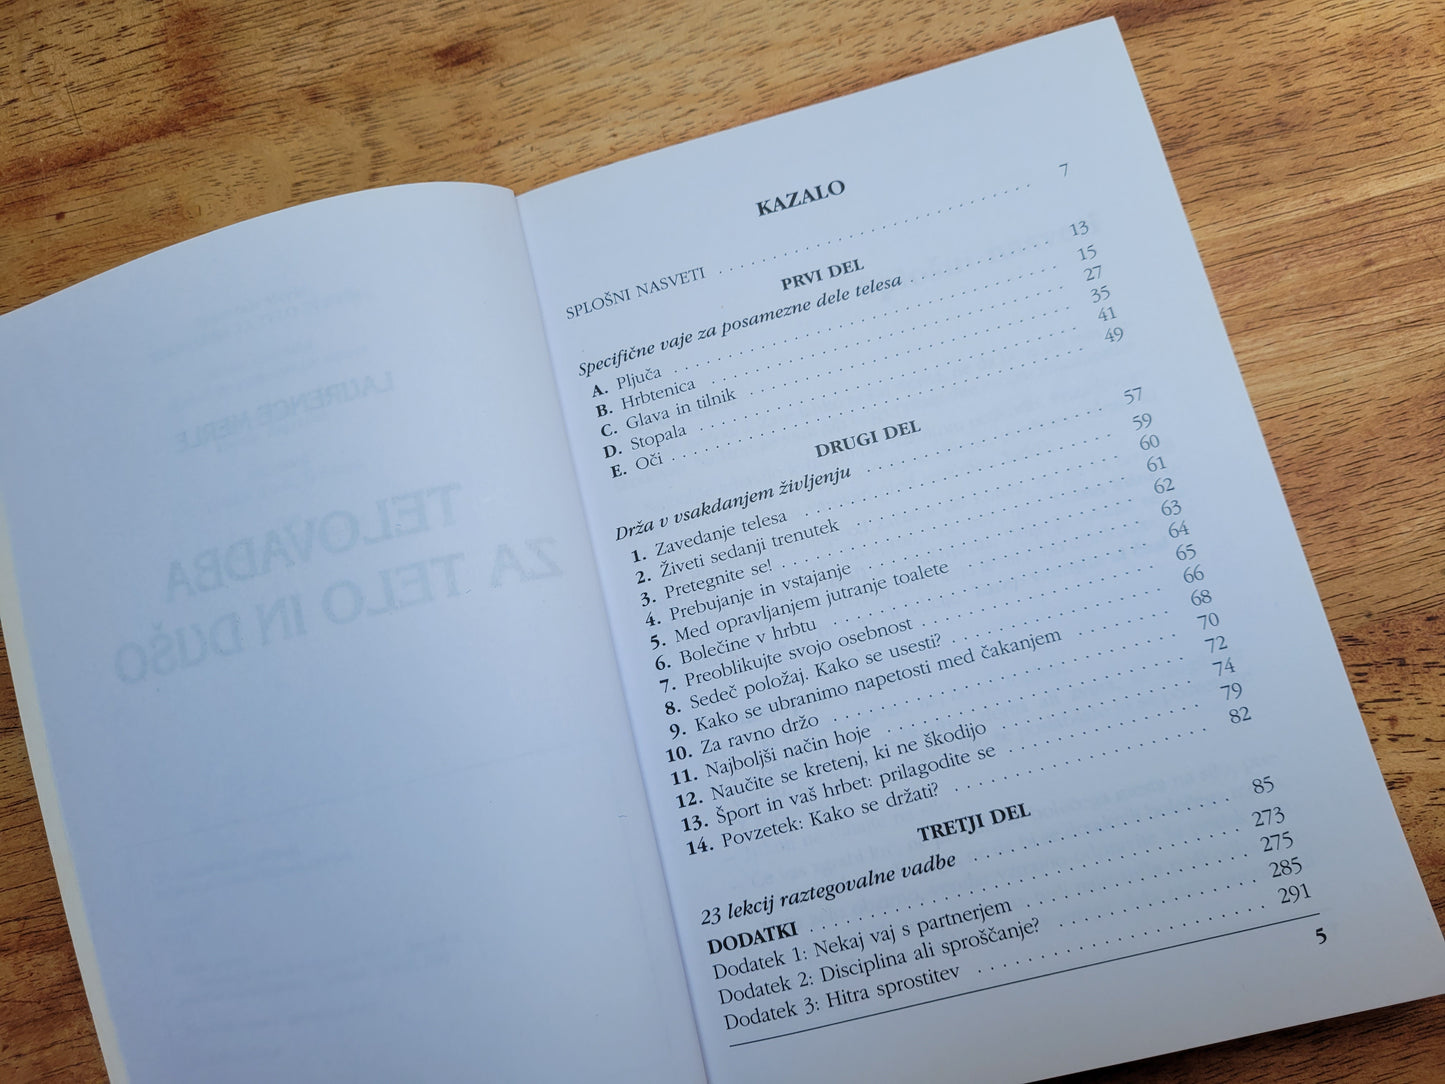 LAURENCE MERLE
TELOVADBA
ZA TELO IN DUŠO
KAZALO
SPLOŠNI NASVETI . . . . . . . . . . 7
PRVI DEL
Specifične vaje za posamezne dele telesa . . . . . . . . . . 13
A. Pljuča . . . . . . . . . . 15
B. Hrbtenica . . . . . . . . . . 27
C. Glava in tilnik . . . . . . . . . . 35
D. Stopala . . . . . . . . . . 41
E. Oči . . . . . . . . . . 49
DRUGI DEL
Drža v vsakdanjem življenju . . . . . . . . . . 57
1. Zavedanje telesa . . . . . . . . . . 59
2. Živeti sedanji trenutek . . . . . . . . . . 60
3. Pretegnite se! . . . . . . . . . . 61
4. Prebujanje in vstajanje . . . . . . . . . . 62
5. Med opravljanjem jutranje toalete . . . . . . . . . . 63
6. Bolečine v hrbtu . . . . . . . . . . 64
7. Preoblikujte svojo osebnost . . . . . . . . . . 65
8. Sedeč položaj. Kako se usesti? . . . . . . . . . . 66
9. Kako se ubranimo napetosti med čakanjem . . . . . . . . . . 68
10. Za ravno držo . . . . . . . . . . 70
11. Najboljši način hoje . . . . . . . . . . 72
12. Naučite se kretenj, ki ne škodijo . . . . . . . . . . 74
13. Šport in vaš hrbet: prilagodite se . . . . . . . . . . 79
14. Povzetek: Kako se držati? . . . . . . . . . . 82
TRETJI DEL
23 lekcij raztegovalne vadbe . . . . . . . . . . 85
DODATKI . . . . . . . . . . 273
Dodatek 1: Nekaj vaj s partnerjem . . . . . . . . . . 275
Dodatek 2: Disciplina ali sproščanje? . . . . . . . . . . 285
Dodatek 3: Hitra sprostitev . . . . . . . . . . 291
5